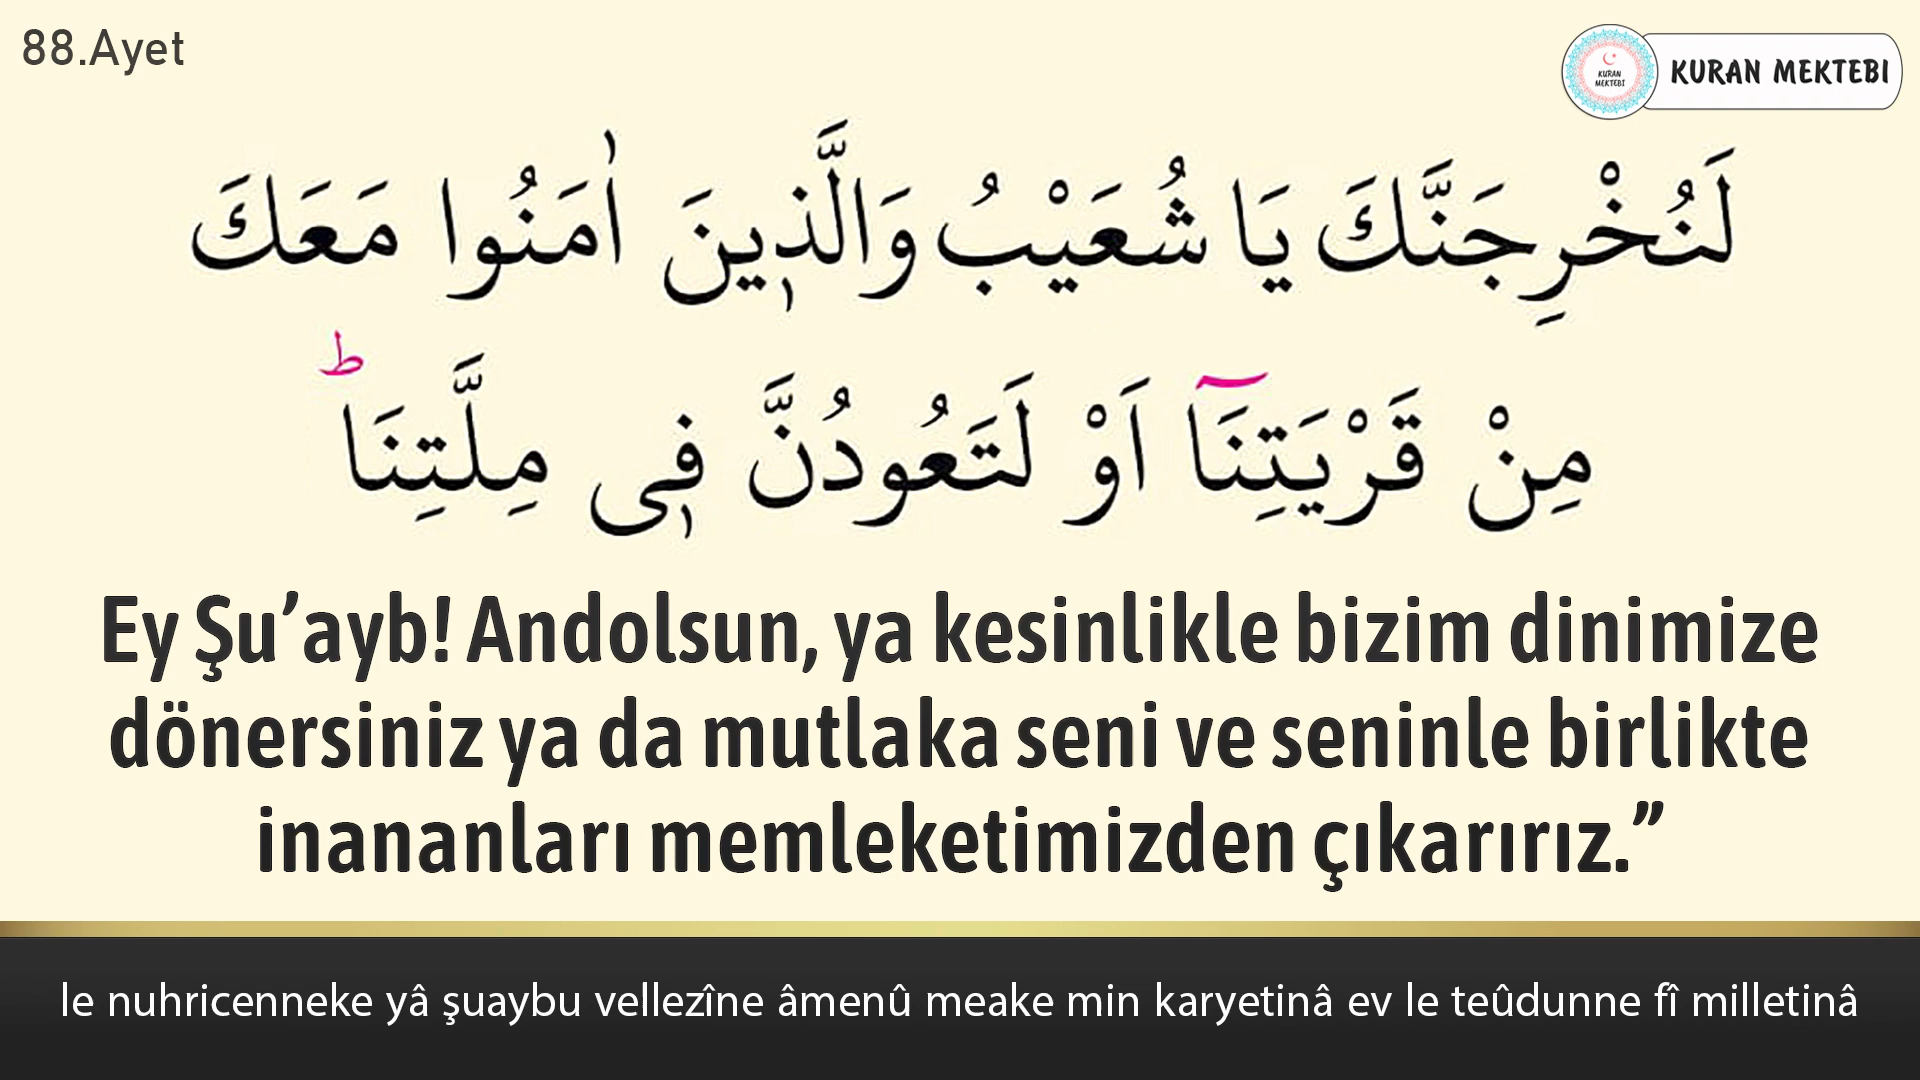 88.Ayet
KURAN MEKTEBI
KURAN
MEKTEBI
لَنُخْرِجَنَّكَ يَا شُعَيْبُ وَالَّذ۪ينَ اٰمَنُوا مَعَكَ
مِنْ قَرْيَتِنَٓا اَوْ لَتَعُودُنَّ ف۪ي مِلَّتِنَاۜ
Ey Şu’ayb! Andolsun, ya kesinlikle bizim dinimize
dönersiniz ya da mutlaka seni ve seninle birlikte
inananları memleketimizden çıkarırız.”
le nuhricenneke yâ şuaybu vellezîne âmenû meake min karyetinâ ev le teûdunne fî milletinâ